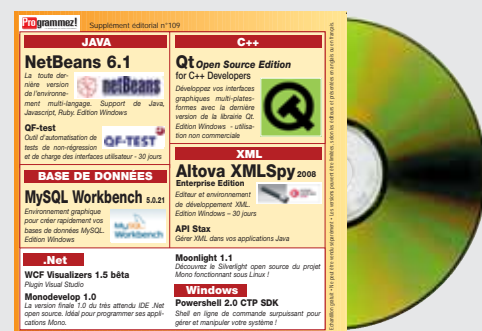 Programmez!
Supplément éditorial n°109
JAVA
NetBeans 6.1
La toute der-
nière version
de l'environne-
ment multi-langage. Support de Java,
Javascript, Ruby. Edition Windows
netBeans
QF-test
Outil d'automatisation de
tests de non-régression
et de charge des interfaces utilisateur - 30 jours
QF-TEST
BASE DE DONNÉES
MySQL Workbench 5.0.21
Environnement graphique
pour créer rapidement vos
bases de données MySQL.
Edition Windows
MySQL
Workbench
.Net
WCF Visualizers 1.5 bêta
Plugin Visual Studio
Monodevelop 1.0
La version finale 1.0 du très attendu IDE .Net
open source. Idéal pour programmer ses appli-
cations Mono.
C++
Qt Open Source Edition
for C++ Developers
Développez vos interfaces
graphiques multi-plates-
formes avec la dernière
version de la librairie Qt.
Edition Windows - utilisa-
tion non commerciale
XML
Altova XMLSpy 2008
Enterprise Edition
Editeur et environnement
de développement XML.
Edition Windows – 30 jours
API Stax
Gérer XML dans vos applications Java
Moonlight 1.1
Découvrez le Silverlight open source du projet
Mono fonctionnant sous Linux !
Windows
Powershell 2.0 CTP SDK
Shell en ligne de commande surpuissant pour
gérer et manipuler votre système !